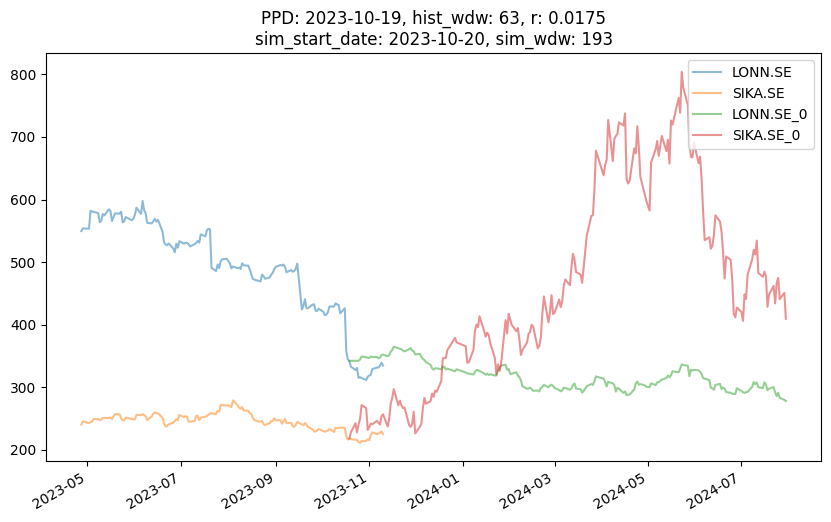 PPD: 2023-10-19, hist_wdw: 63, r: 0.0175
sim_start_date: 2023-10-20, sim_wdw: 193
LONN.SE
SIKA.SE
LONN.SE_0
SIKA.SE_0
800
700
600
500
400
300
200
2023-05
2023-07
2023-09
2023-11
2024-01
2024-03
2024-05
2024-07